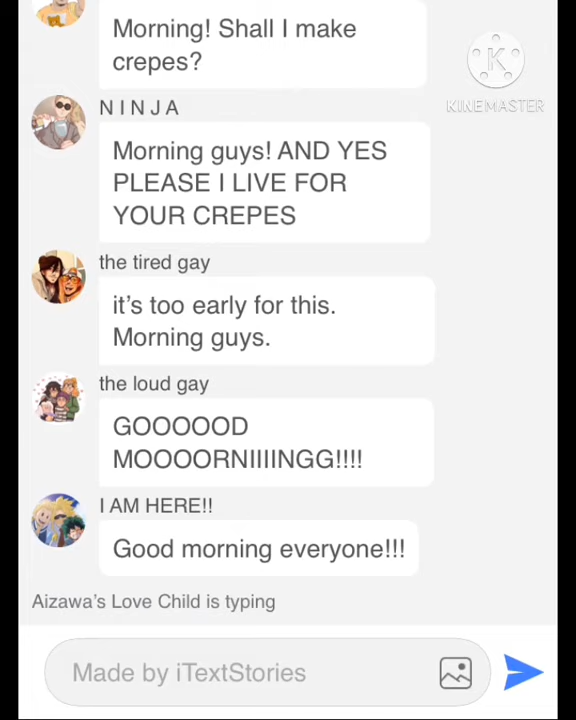 Morning! Shall I make
crepes?
K
KINEMASTER
N I N J A
Morning guys! AND YES
PLEASE I LIVE FOR
YOUR CREPES
the tired gay
it’s too early for this.
Morning guys.
the loud gay
GOOOOOD
MOOOORNIIIINGG!!!!
I AM HERE!!
Good morning everyone!!!
Aizawa’s Love Child is typing
Made by iTextStories